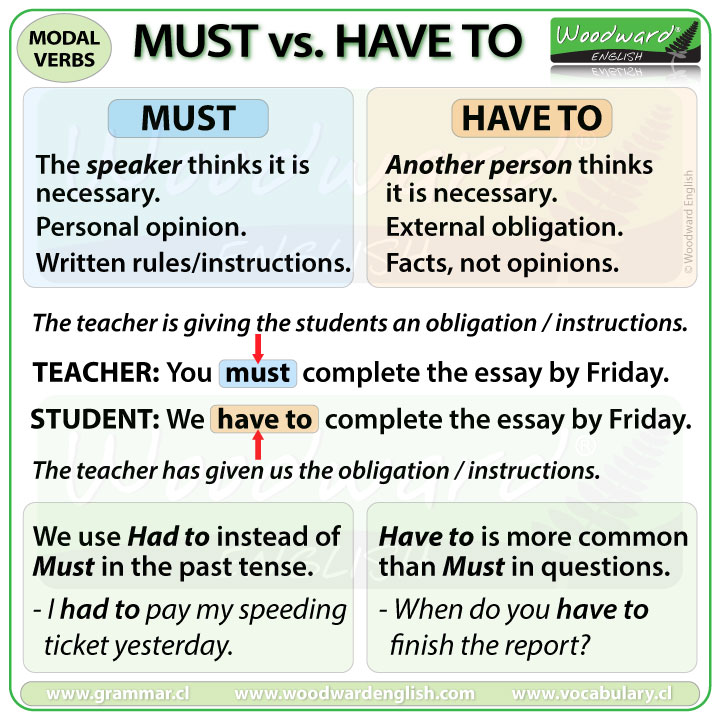 MODAL
VERBS
MUST vs. HAVE TO
Woodward®
ENGLISH
MUST
The speaker thinks it is
necessary.
Personal opinion.
Written rules/instructions.
HAVE TO
Another person thinks
it is necessary.
External obligation.
Facts, not opinions.
© Woodward English
The teacher is giving the students an obligation / instructions.
TEACHER: You must complete the essay by Friday.
STUDENT: We have to complete the essay by Friday.
The teacher has given us the obligation / instructions.
We use Had to instead of
Must in the past tense.
- I had to pay my speeding
ticket yesterday.
Have to is more common
than Must in questions.
- When do you have to
finish the report?
www.grammar.cl www.woodwardenglish.com www.vocabulary.cl